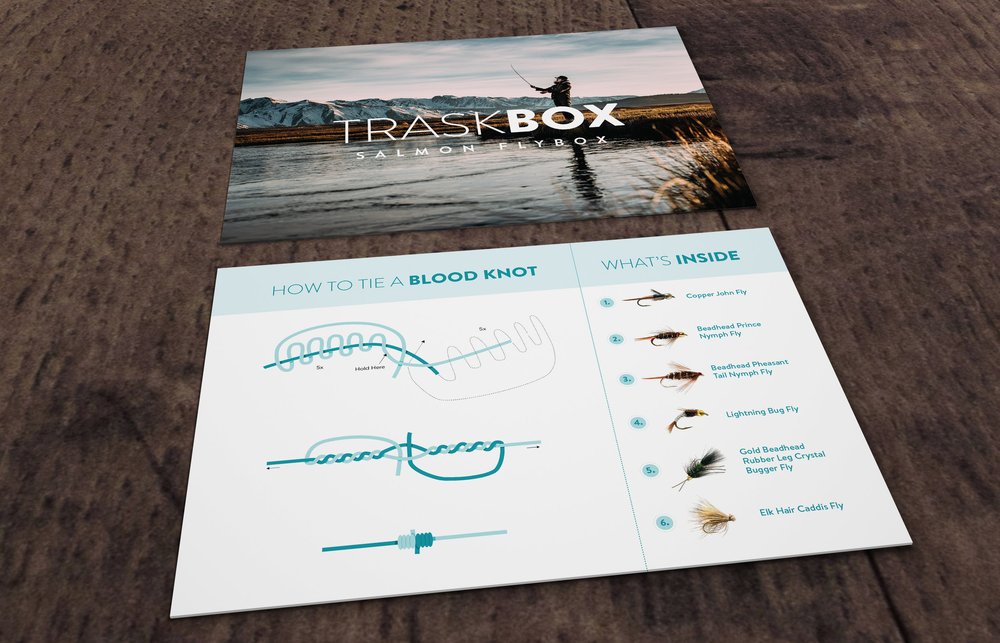 TRASKBOX
SALMON FLYBOX
HOW TO TIE A BLOOD KNOT
5x
Hold Here
5x
WHAT'S INSIDE
1.
Copper John Fly
2.
Beadhead Prince
Nymph Fly
3.
Beadhead Pheasant
Tail Nymph Fly
4.
Lightning Bug Fly
5.
Gold Beadhead
Rubber Leg Crystal
Bugger Fly
6.
Elk Hair Caddis Fly